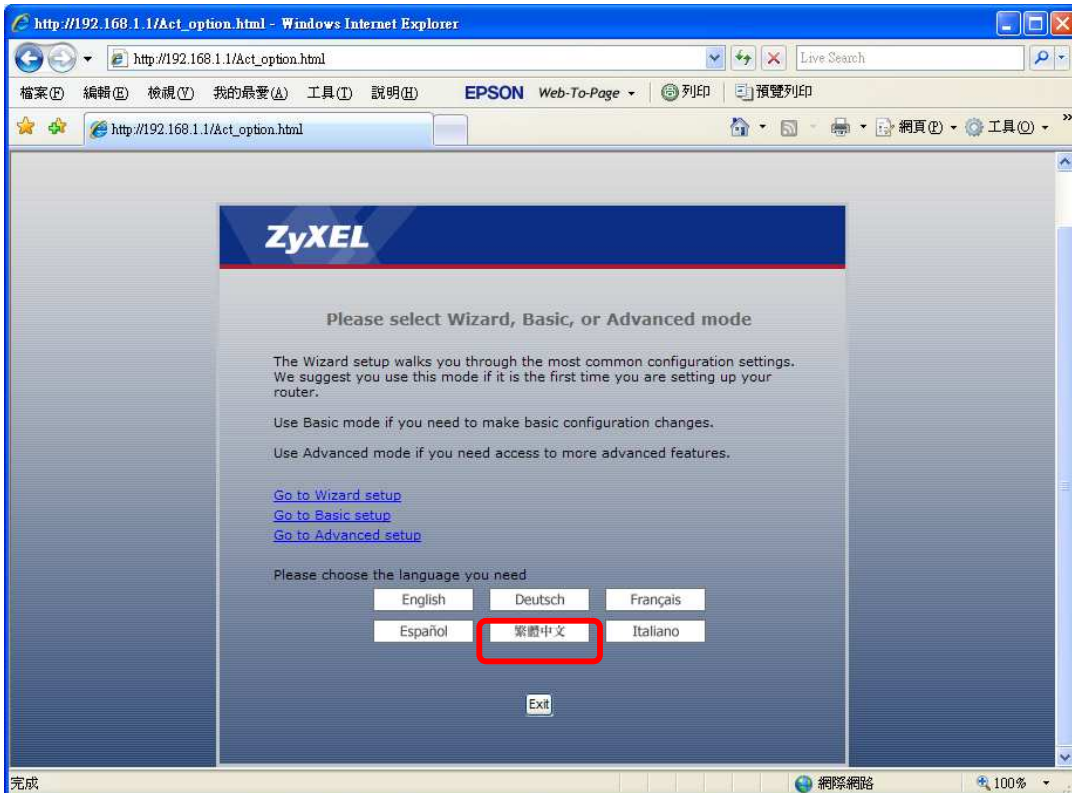 http://192.168.1.1/Act_option.html - Windows Internet Explorer
http://192.168.1.1/Act_option.html Live Search
檔案(F) 編輯(E) 檢視(V) 我的最愛(A) 工具(T) 說明(H) EPSON Web-To-Page 列印 預覽列印
http://192.168.1.1/Act_option.html 網頁(P) 工具(O) »
ZyXEL
Please select Wizard, Basic, or Advanced mode
The Wizard setup walks you through the most common configuration settings.
We suggest you use this mode if it is the first time you are setting up your
router.
Use Basic mode if you need to make basic configuration changes.
Use Advanced mode if you need access to more advanced features.
Go to Wizard setup
Go to Basic setup
Go to Advanced setup
Please choose the language you need
English Deutsch Français
Español 繁體中文 Italiano
Exit
完成 網際網路 100%